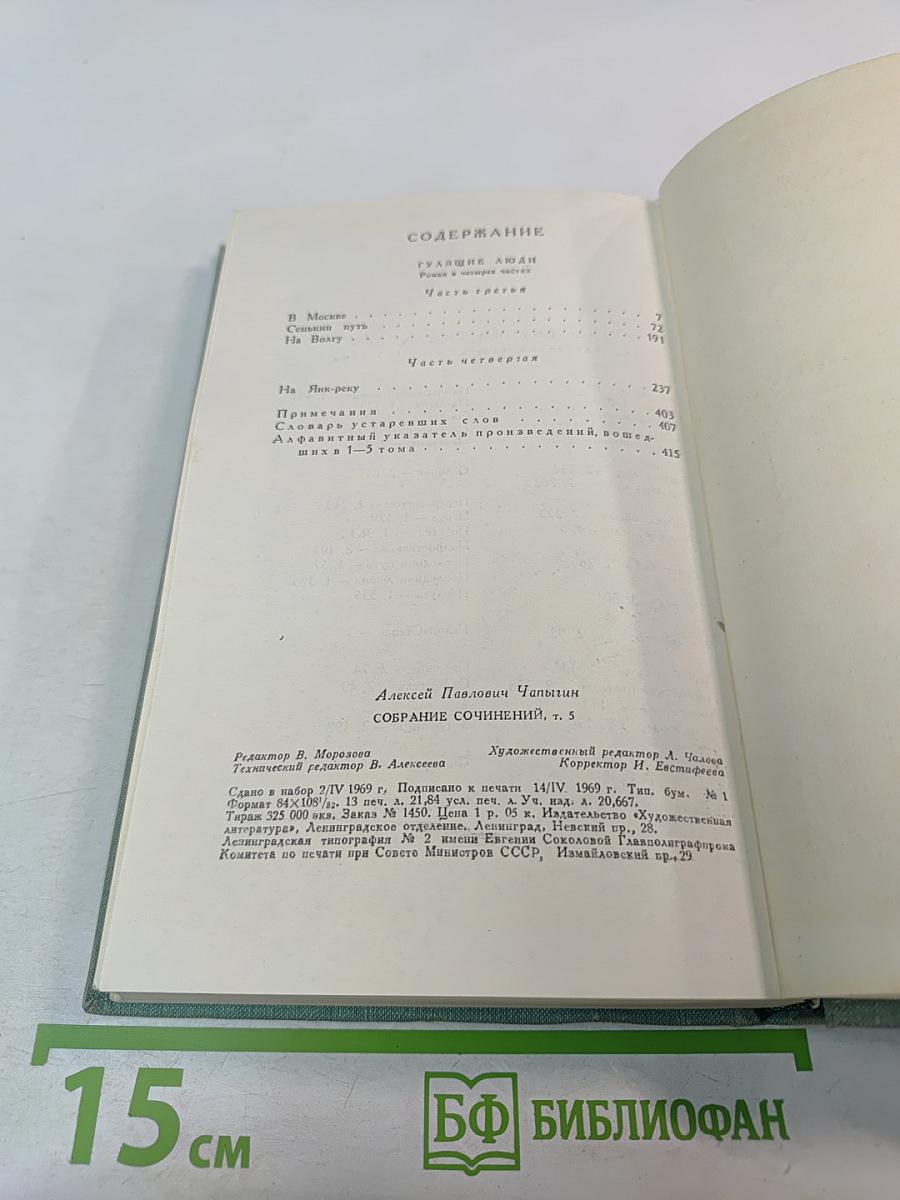 СОДЕРЖАНИЕ
ГУЛЯЩИЕ ЛЮДИ
Роман в четырех частях
Часть третья
В Москве . . . . . . . . . . . . . . . . . 7
Сенькин путь . . . . . . . . . . . . . . . . 72
На Волгу . . . . . . . . . . . . . . . . . 191
Часть четвертая
На Яик-реку . . . . . . . . . . . . . . . . 237
Примечания . . . . . . . . . . . . . . . . 403
Словарь устаревших слов . . . . . . . . . . 407
Алфавитный указатель произведений, вошед-
ших в 1—5 тома . . . . . . . . . . . . . . 415
Алексей Павлович Чапыгин
СОБРАНИЕ СОЧИНЕНИЙ, т. 5
Редактор В. Морозова
Технический редактор В. Алексеева
Художественный редактор Л. Чалова
Корректор И. Евстифеева
Сдано в набор 2/IV 1969 г. Подписано к печати 14/IV 1969 г. Тип. бум. № 1
Формат 84×108¹/₃₂. 13 печ. л. 21,84 усл. печ. л. Уч. изд. л. 20,667.
Тираж 325 000 экз. Заказ № 1450. Цена 1 р. 05 к. Издательство «Художественная
литература», Ленинградское отделение. Ленинград, Невский пр., 28.
Ленинградская типография № 2 имени Евгении Соколовой Главполиграфпрома
Комитета по печати при Совете Министров СССР, Измайловский пр., 29
15 см
БФ БИБЛИОФАН